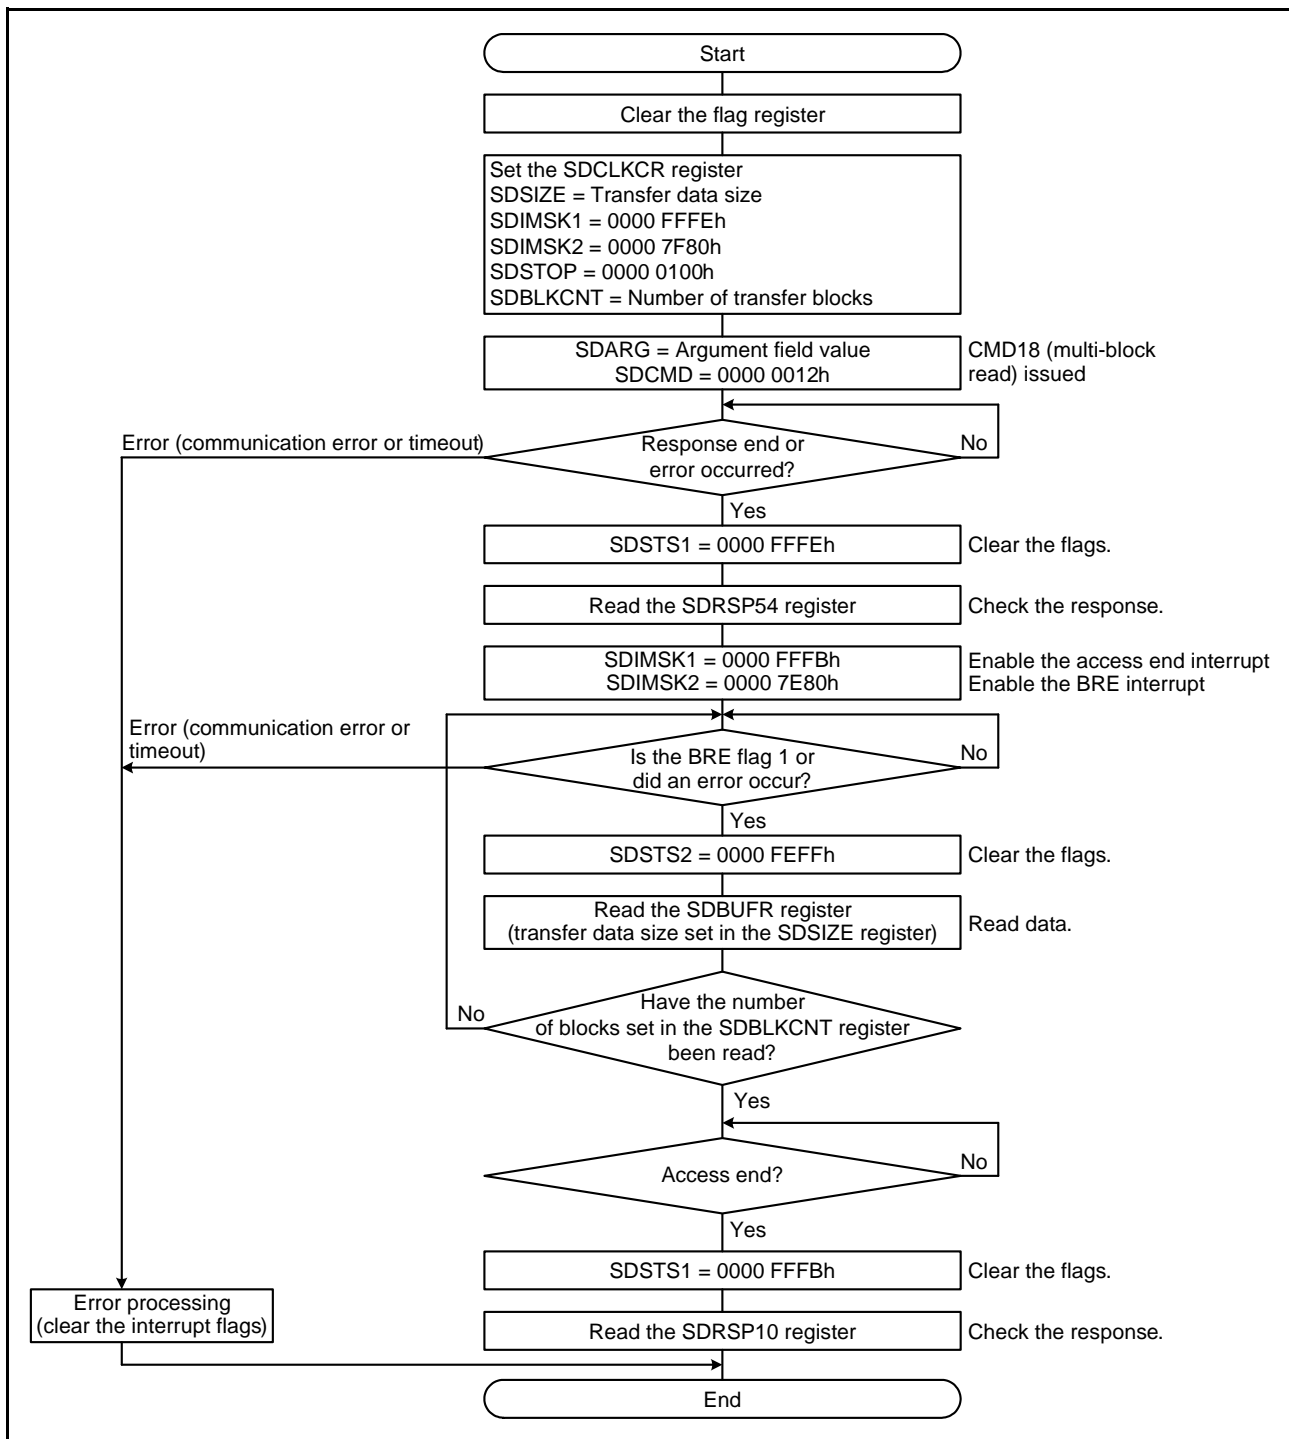 Start
Clear the flag register
Set the SDCLKCR register
SDSIZE = Transfer data size
SDIMSK1 = 0000 FFFEh
SDIMSK2 = 0000 7F80h
SDSTOP = 0000 0100h
SDBLKCNT = Number of transfer blocks
SDARG = Argument field value
SDCMD = 0000 0012h
CMD18 (multi-block
read) issued
Error (communication error or timeout)
Response end or
error occurred?
No
Yes
SDSTS1 = 0000 FFFEh
Clear the flags.
Read the SDRSP54 register
Check the response.
SDIMSK1 = 0000 FFFBh
SDIMSK2 = 0000 7E80h
Enable the access end interrupt
Enable the BRE interrupt
Error (communication error or
timeout)
Is the BRE flag 1 or
did an error occur?
No
Yes
SDSTS2 = 0000 FEFFh
Clear the flags.
Read the SDBUFR register
(transfer data size set in the SDSIZE register)
Read data.
Have the number
of blocks set in the SDBLKCNT register
been read?
No
Yes
Access end?
No
Yes
SDSTS1 = 0000 FFFBh
Clear the flags.
Error processing
(clear the interrupt flags)
Read the SDRSP10 register
Check the response.
End